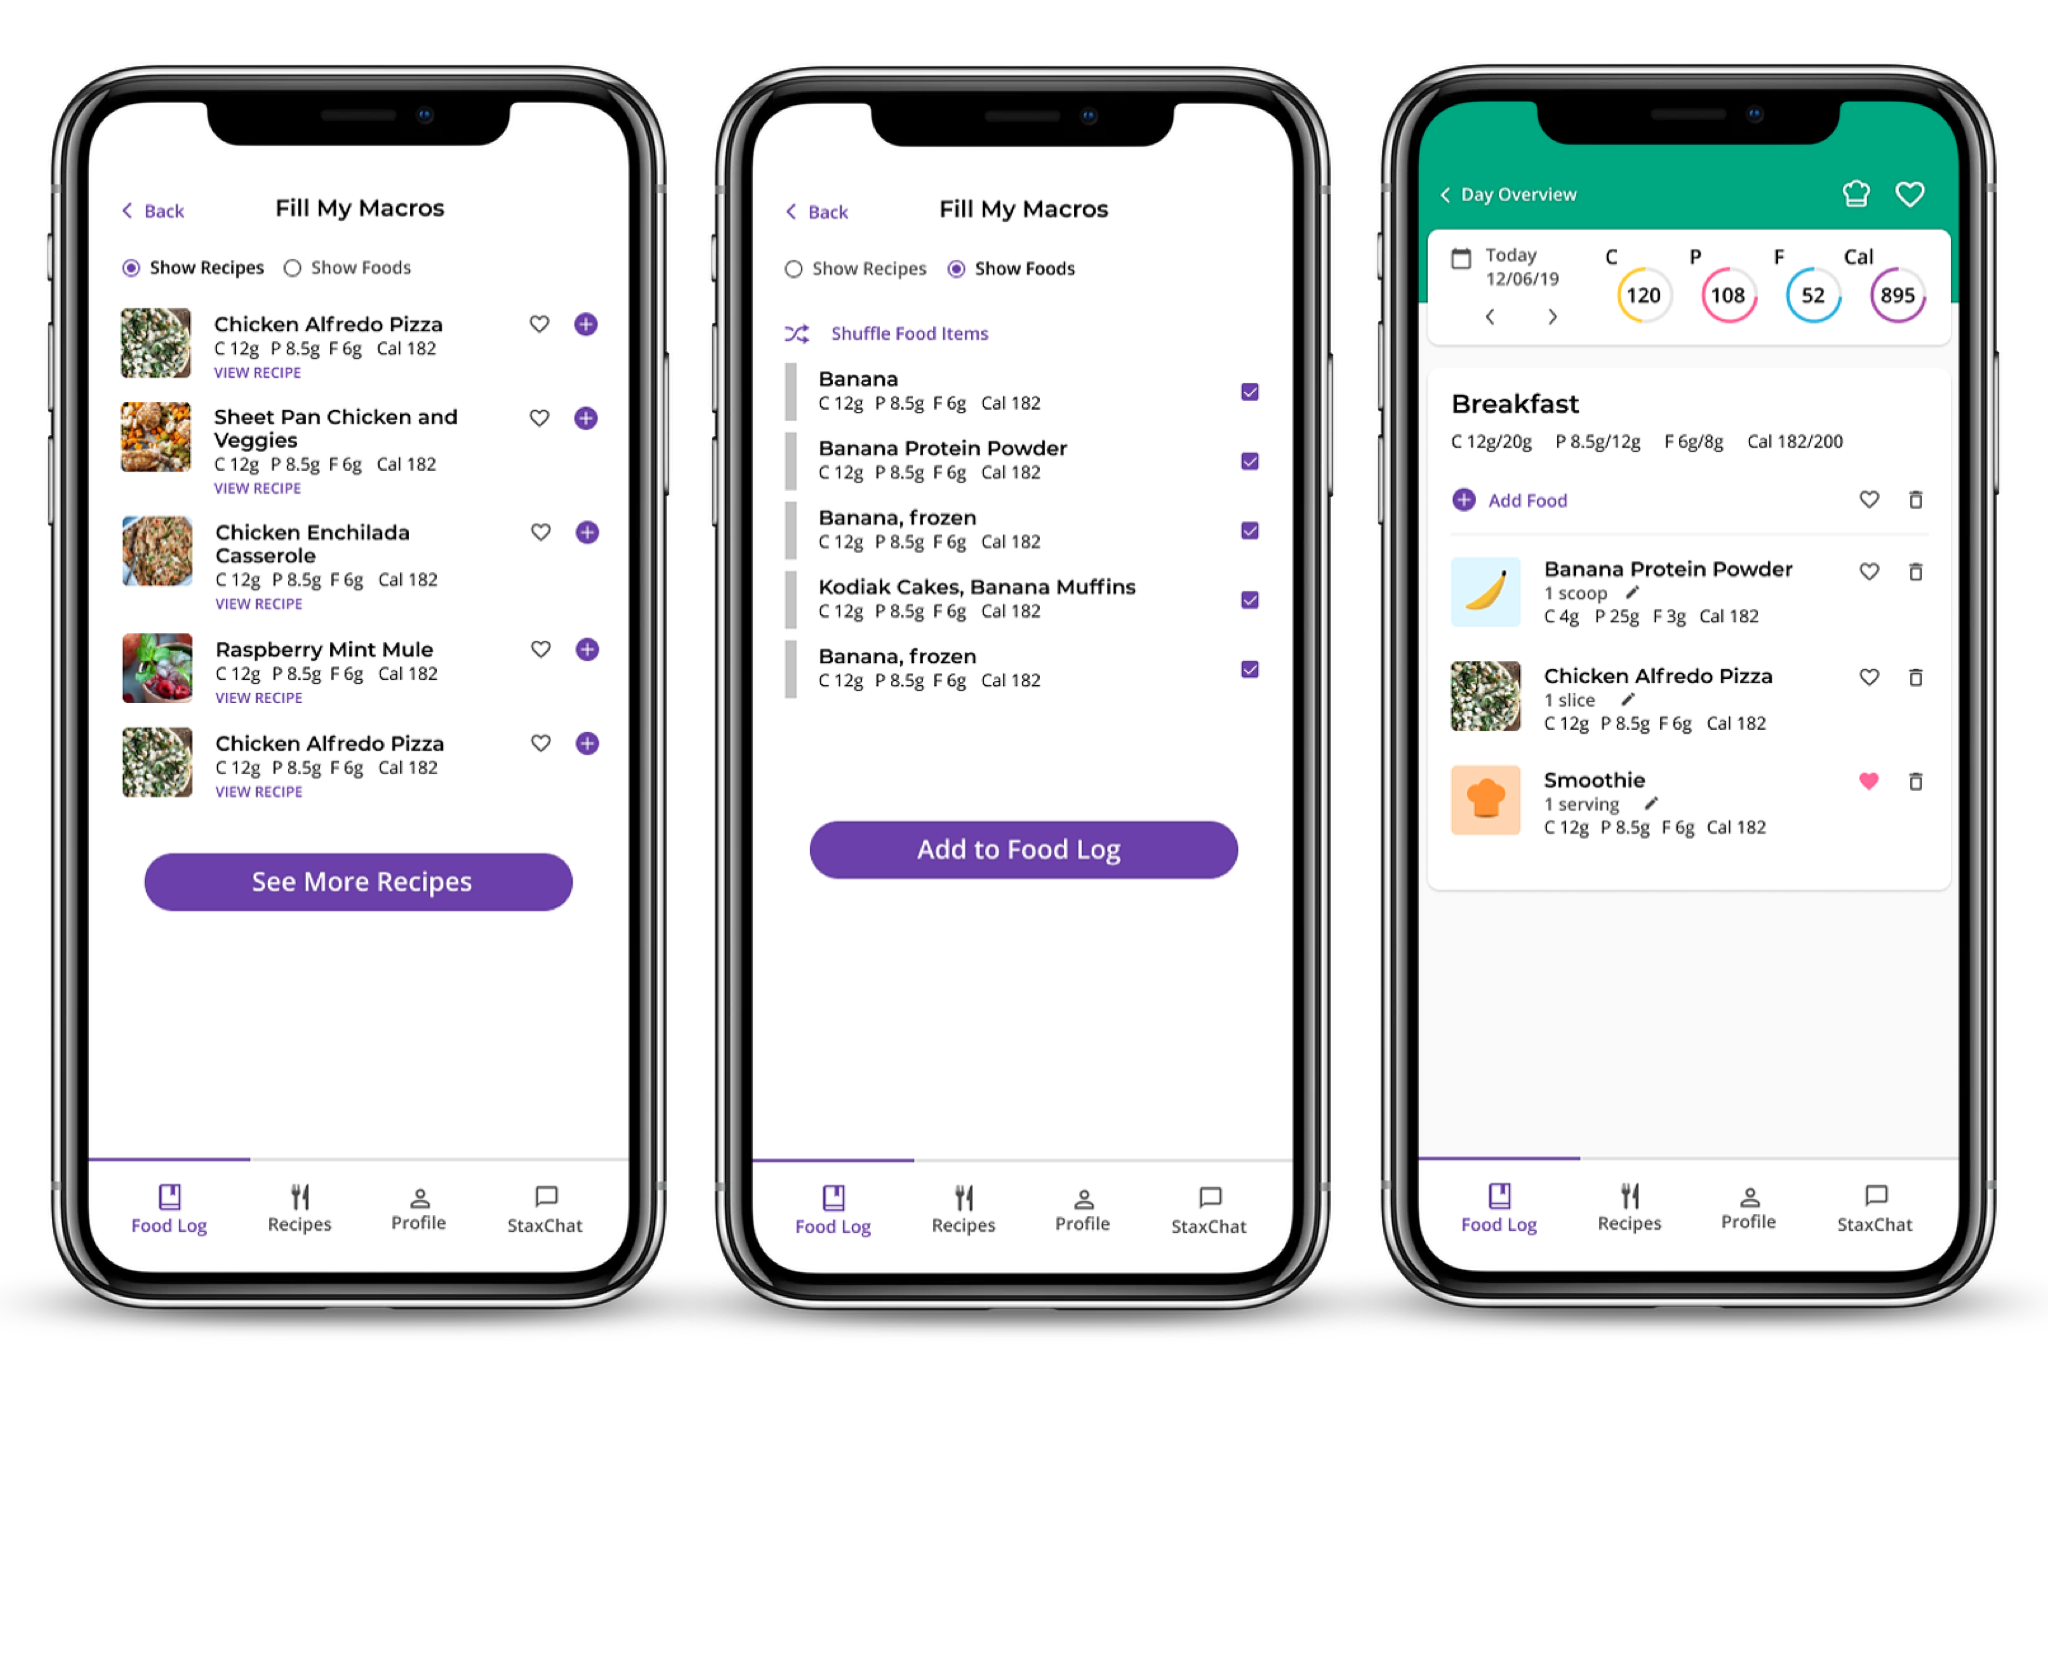 Back
Fill My Macros
Show Recipes
Show Foods
Chicken Alfredo Pizza
C 12g P 8.5g F 6g Cal 182
VIEW RECIPE
Sheet Pan Chicken and
Veggies
C 12g P 8.5g F 6g Cal 182
VIEW RECIPE
Chicken Enchilada
Casserole
C 12g P 8.5g F 6g Cal 182
VIEW RECIPE
Raspberry Mint Mule
C 12g P 8.5g F 6g Cal 182
VIEW RECIPE
Chicken Alfredo Pizza
C 12g P 8.5g F 6g Cal 182
VIEW RECIPE
See More Recipes
Food Log
Recipes
Profile
StaxChat
Back
Fill My Macros
Show Recipes
Show Foods
Shuffle Food Items
Banana
C 12g P 8.5g F 6g Cal 182
Banana Protein Powder
C 12g P 8.5g F 6g Cal 182
Banana, frozen
C 12g P 8.5g F 6g Cal 182
Kodiak Cakes, Banana Muffins
C 12g P 8.5g F 6g Cal 182
Banana, frozen
C 12g P 8.5g F 6g Cal 182
Add to Food Log
Food Log
Recipes
Profile
StaxChat
Day Overview
Today
12/06/19
C
P
F
Cal
120
108
52
895
Breakfast
C 12g/20g P 8.5g/12g F 6g/8g Cal 182/200
Add Food
Banana Protein Powder
1 scoop
C 4g P 25g F 3g Cal 182
Chicken Alfredo Pizza
1 slice
C 12g P 8.5g F 6g Cal 182
Smoothie
1 serving
C 12g P 8.5g F 6g Cal 182
Food Log
Recipes
Profile
StaxChat